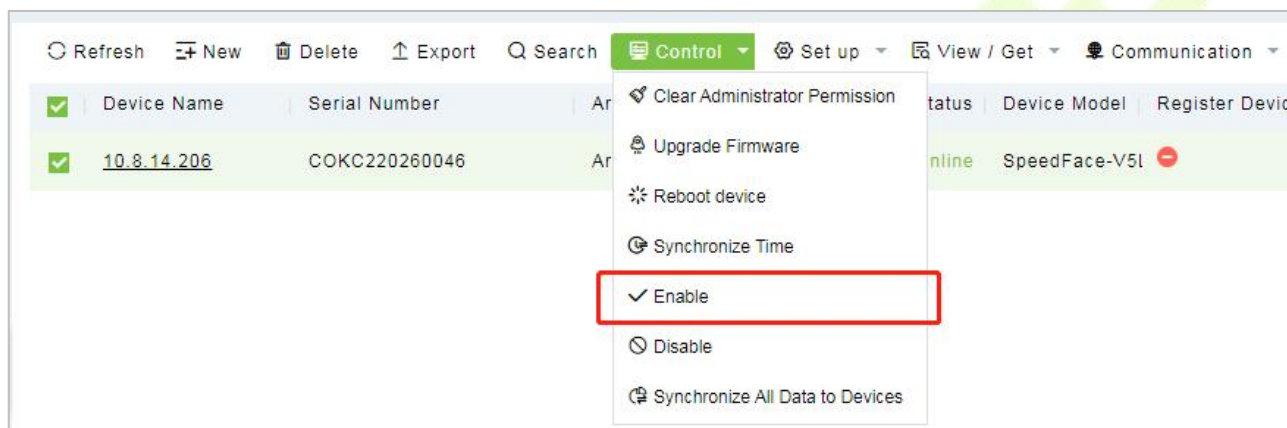 Refresh New Delete Export Search Control Set up View / Get Communication
Device Name Serial Number Ar tatus Device Model Register Devic
10.8.14.206 COKC220260046 Ar nline SpeedFace-V5L
Clear Administrator Permission
Upgrade Firmware
Reboot device
Synchronize Time
Enable
Disable
Synchronize All Data to Devices